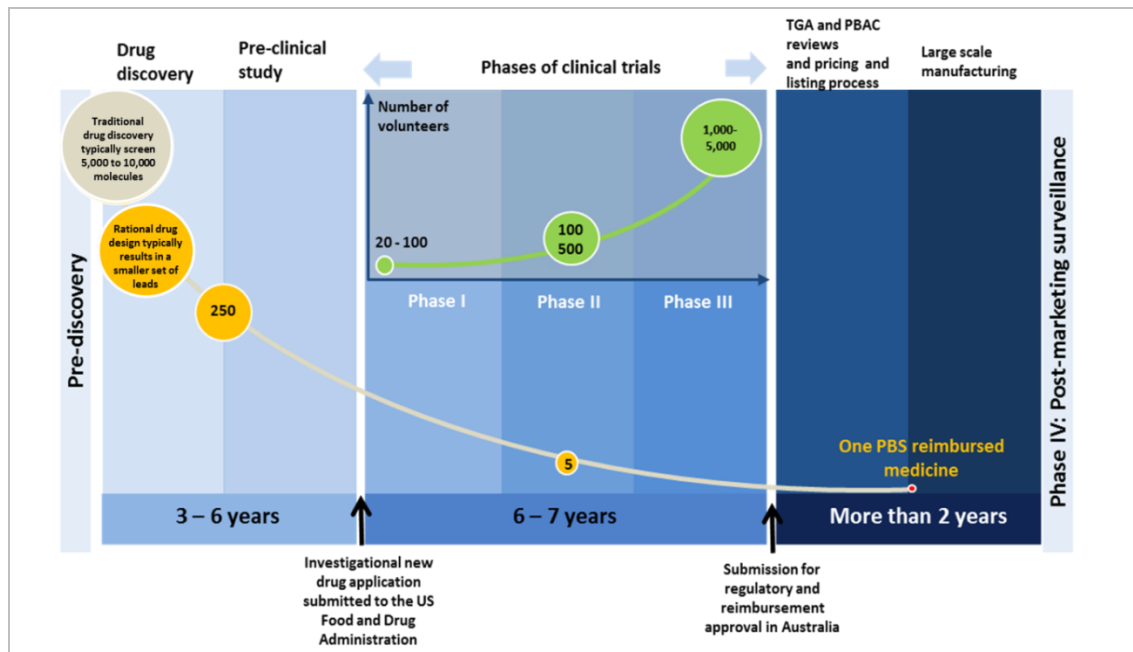 Drug
discovery
Pre-clinical
study
Phases of clinical trials
TGA and PBAC
reviews
and pricing and
listing process
Large scale
manufacturing
Pre-discovery
Traditional
drug discovery
typically screen
5,000 to 10,000
molecules
Rational drug
design typically
results in a
smaller set of
leads
250
Number of
volunteers
20 - 100
100
500
1,000-
5,000
Phase I
Phase II
Phase III
5
One PBS reimbursed
medicine
Phase IV: Post-marketing surveillance
3 – 6 years
6 – 7 years
More than 2 years
Investigational new
drug application
submitted to the US
Food and Drug
Administration
Submission for
regulatory and
reimbursement
approval in Australia